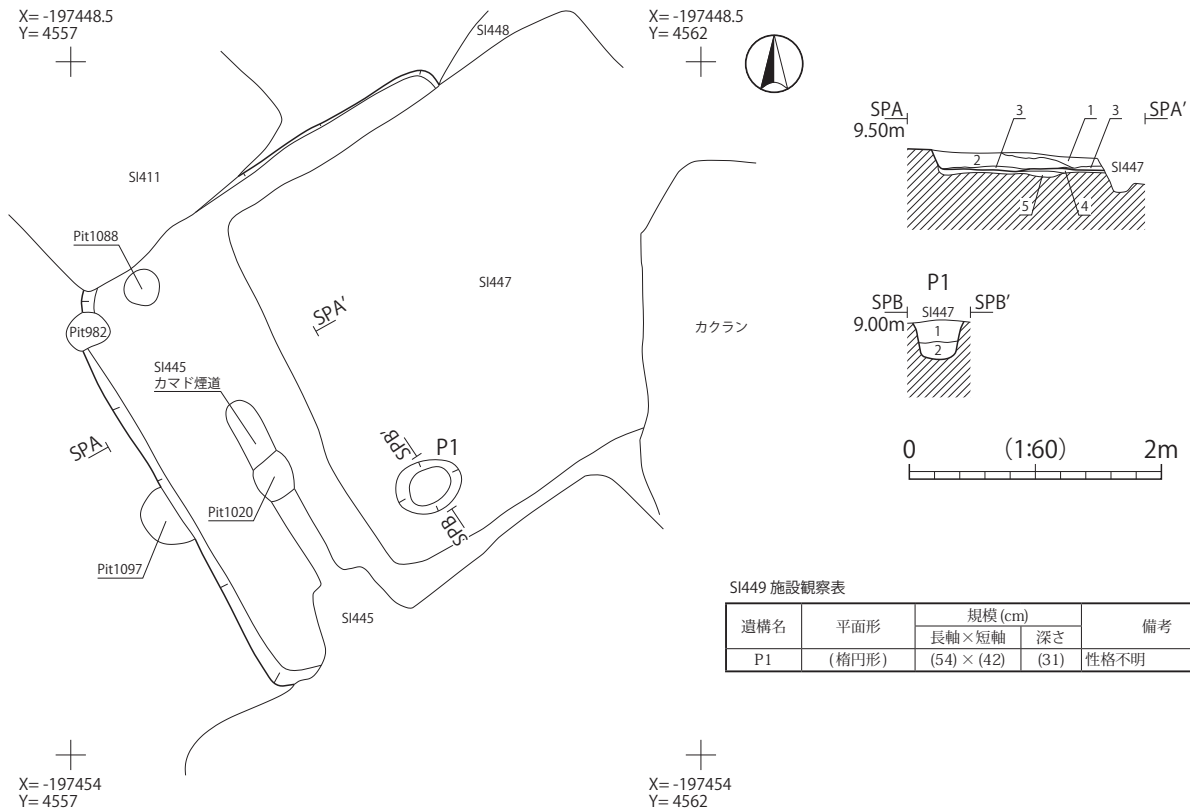 X= -197448.5
Y= 4557
X= -197448.5
Y= 4562
SI448
SI411
Pit1088
Pit982
SI447
SPA'
カクラン
SI445
カマド煙道
SPA
SPB'
P1
SPB
Pit1020
Pit1097
SI445
X= -197454
Y= 4557
X= -197454
Y= 4562
SPA
9.50m
3
1
3
SPA'
2
SI447
5
4
P1
SPB
SI447
SPB'
9.00m
1
2
0 (1:60) 2m
SI449 施設観察表
遺構名 平面形 規模 (cm) 備考
長軸×短軸 深さ
P1 (楕円形) (54) × (42) (31) 性格不明